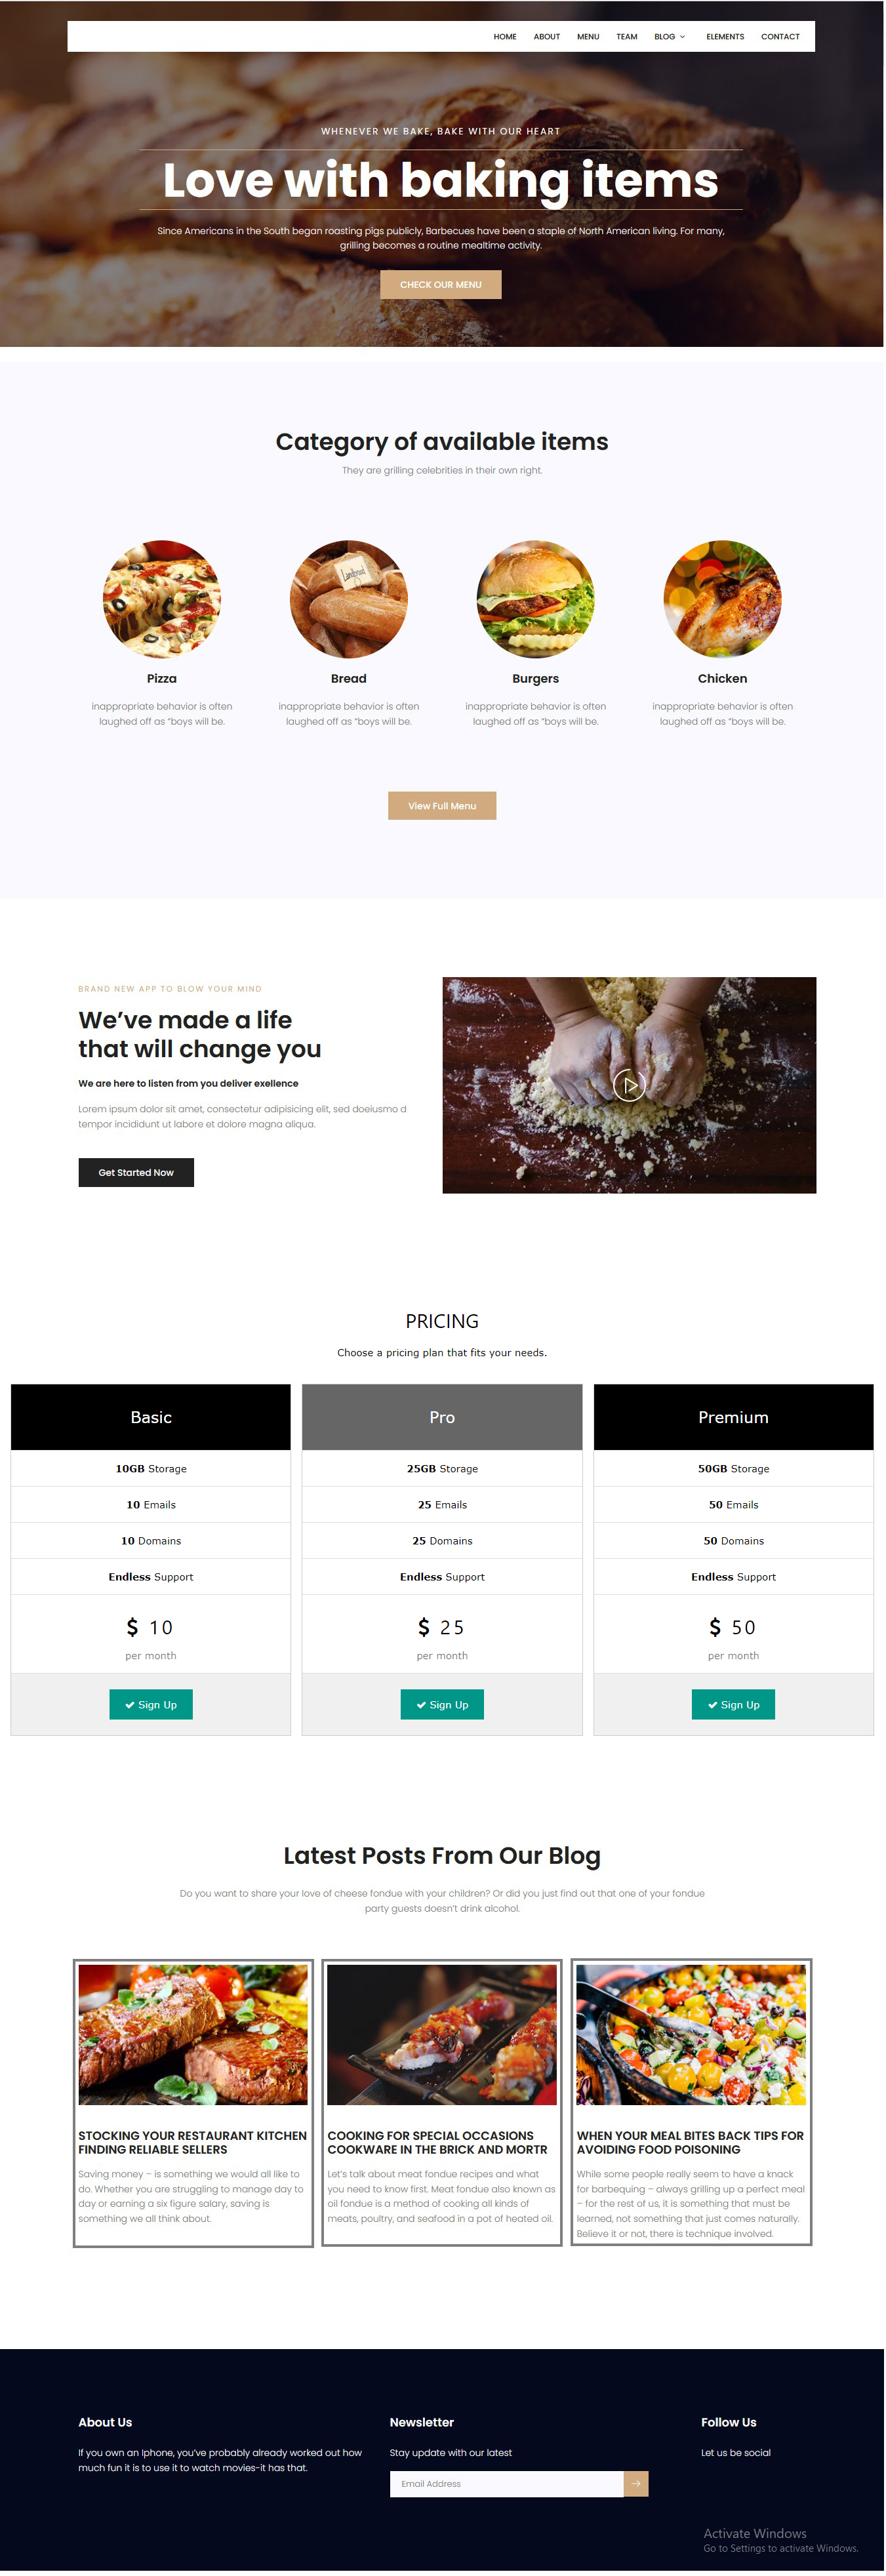 HOME ABOUT MENU TEAM BLOG ELEMENTS CONTACT
WHENEVER WE BAKE, BAKE WITH OUR HEART
Love with baking items
Since Americans in the South began roasting pigs publicly, Barbecues have been a staple of North American living. For many,
grilling becomes a routine mealtime activity.
CHECK OUR MENU
Category of available items
They are grilling celebrities in their own right.
Pizza
inappropriate behavior is often
laughed off as “boys will be.
Bread
inappropriate behavior is often
laughed off as “boys will be.
Burgers
inappropriate behavior is often
laughed off as “boys will be.
Chicken
inappropriate behavior is often
laughed off as “boys will be.
View Full Menu
BRAND NEW APP TO BLOW YOUR MIND
We’ve made a life
that will change you
We are here to listen from you deliver exellence
Lorem ipsum dolor sit amet, consectetur adipisicing elit, sed doeiusmo d
tempor incididunt ut labore et dolore magna aliqua.
Get Started Now
PRICING
Choose a pricing plan that fits your needs.
Basic
10GB Storage
10 Emails
10 Domains
Endless Support
$ 10
per month
Sign Up
Pro
25GB Storage
25 Emails
25 Domains
Endless Support
$ 25
per month
Sign Up
Premium
50GB Storage
50 Emails
50 Domains
Endless Support
$ 50
per month
Sign Up
Latest Posts From Our Blog
Do you want to share your love of cheese fondue with your children? Or did you just find out that one of your fondue
party guests doesn’t drink alcohol.
STOCKING YOUR RESTAURANT KITCHEN
FINDING RELIABLE SELLERS
Saving money – is something we would all like to
do. Whether you are struggling to manage day to
day or earning a six figure salary, saving is
something we all think about.
COOKING FOR SPECIAL OCCASIONS
COOKWARE IN THE BRICK AND MORTR
Let’s talk about meat fondue recipes and what
you need to know first. Meat fondue also known as
oil fondue is a method of cooking all kinds of
meats, poultry, and seafood in a pot of heated oil.
WHEN YOUR MEAL BITES BACK TIPS FOR
AVOIDING FOOD POISONING
While some people really seem to have a knack
for barbequing – always grilling up a perfect meal
– for the rest of us, it is something that must be
learned, not something that just comes naturally.
Believe it or not, there is technique involved.
About Us
If you own an Iphone, you’ve probably already worked out how
much fun it is to use it to watch movies-it has that.
Newsletter
Stay update with our latest
Email Address
Follow Us
Let us be social
Activate Windows
Go to Settings to activate Windows.